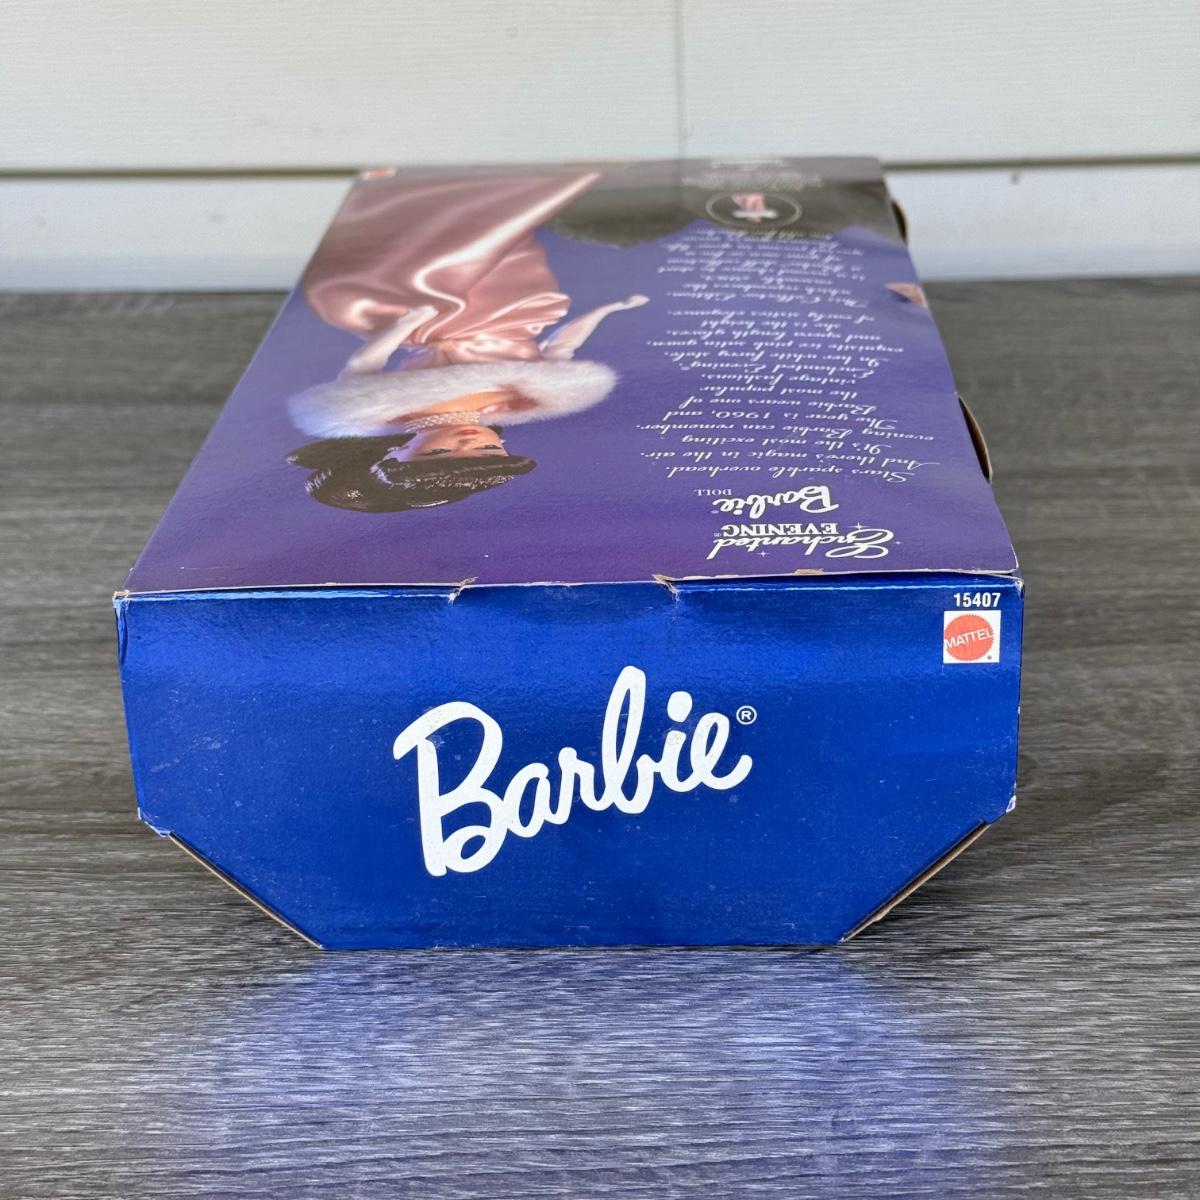 15407
MATTEL
Barbie®
Enchanted
EVENING®
Barbie®
DOLL
Stars sparkle overhead.
And there's magic in the air.
It's the most exciting
evening Barbie can remember.
The year is 1960, and
Barbie wears one of
the most popular
vintage fashions,
Enchanted Evening®
In her white furry stole,
exquisite ice pink satin gown,
and opera length gloves,
she is the height
of early sixties elegance.
This Collector Edition